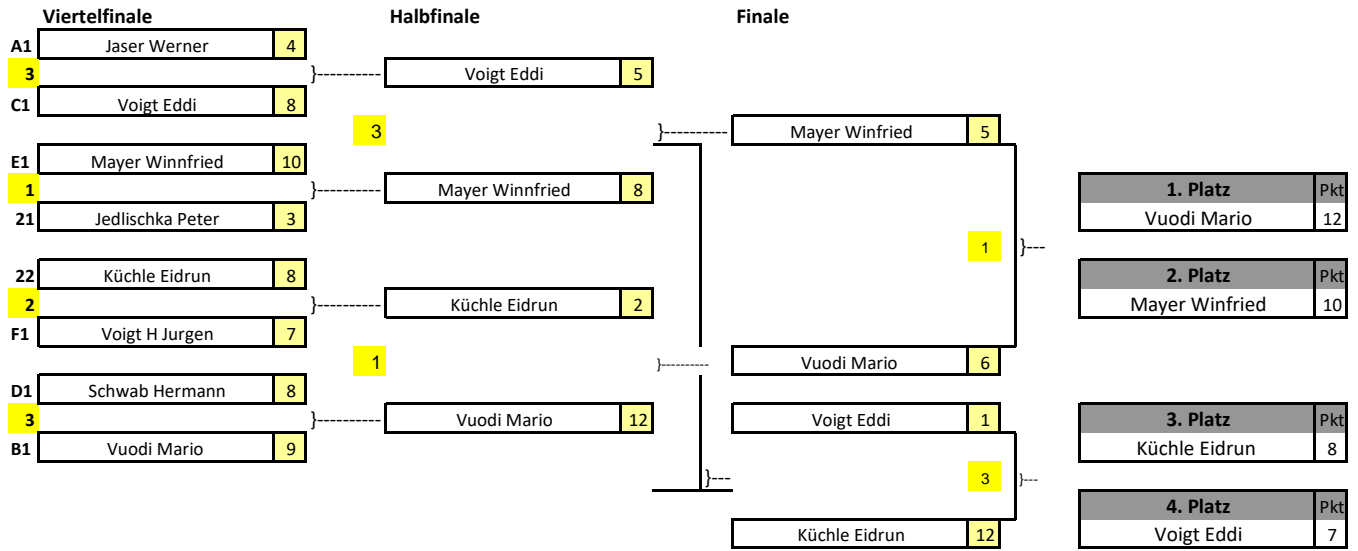 Viertelfinale Halbfinale Finale
A1 Jaser Werner 4
3 }---------- Voigt Eddi 5
C1 Voigt Eddi 8
3 }---------- Mayer Winfried 5
E1 Mayer Winnfried 10
1 }---------- Mayer Winnfried 8 1. Platz Pkt
21 Jedlischka Peter 3 Vuodi Mario 12
1 }---
22 Küchle Eidrun 8 2. Platz Pkt
2 }---------- Küchle Eidrun 2 Mayer Winfried 10
F1 Voigt H Jurgen 7
1 }---------- Vuodi Mario 6
D1 Schwab Hermann 8
3 }---------- Vuodi Mario 12 Voigt Eddi 1 3. Platz Pkt
B1 Vuodi Mario 9 Küchle Eidrun 8
}--- 3 }---
4. Platz Pkt
Küchle Eidrun 12 Voigt Eddi 7